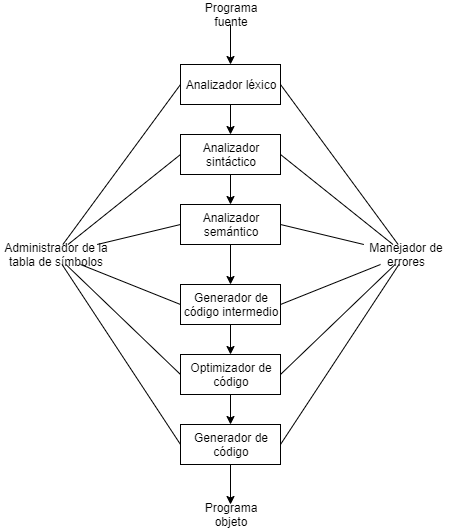 Programa
fuente
Analizador léxico
Analizador
sintáctico
Analizador
semántico
Administrador de la
tabla de símbolos
Manejador de
errores
Generador de
código intermedio
Optimizador de
código
Generador de
código
Programa
objeto